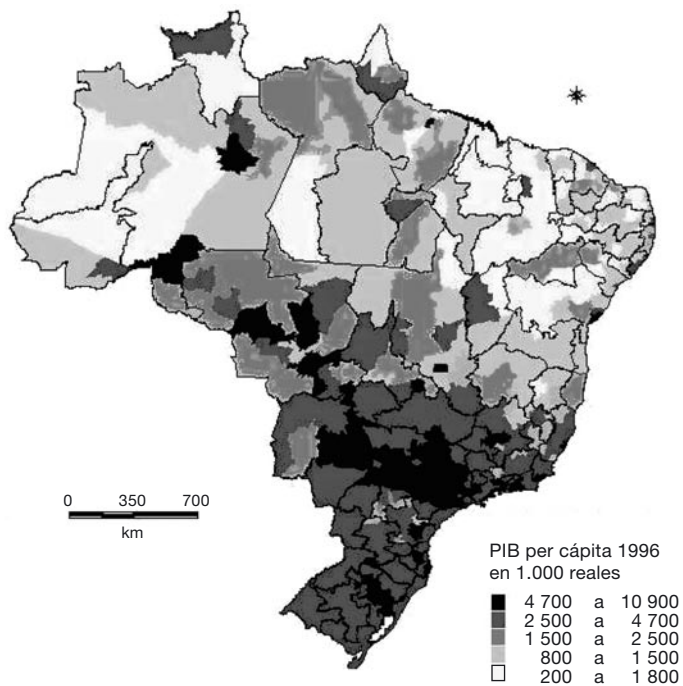 0 350 700
km
PIB per cápita 1996
en 1.000 reales
4 700 a 10 900
2 500 a 4 700
1 500 a 2 500
800 a 1 500
200 a 1 800